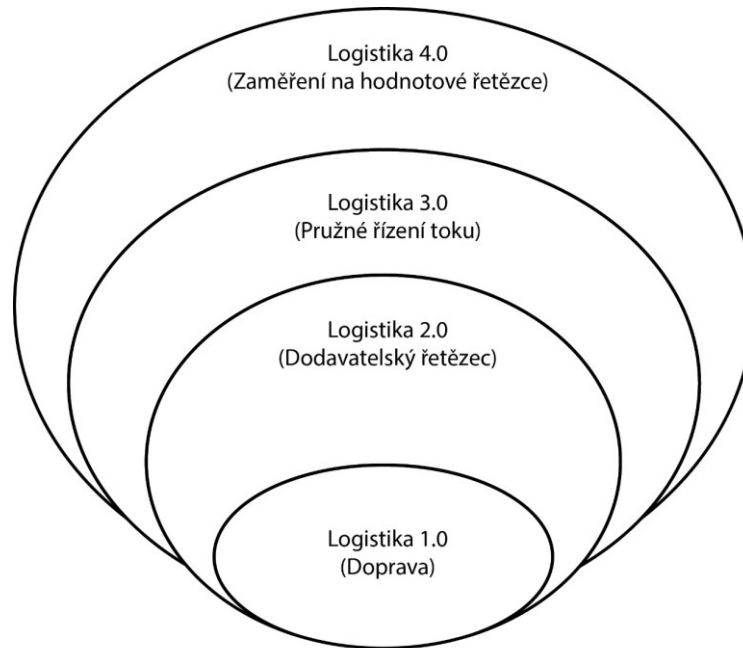 Logistika 4.0
(Zaměření na hodnotové řetězce)
Logistika 3.0
(Pružné řízení toku)
Logistika 2.0
(Dodavatelský řetězec)
Logistika 1.0
(Doprava)